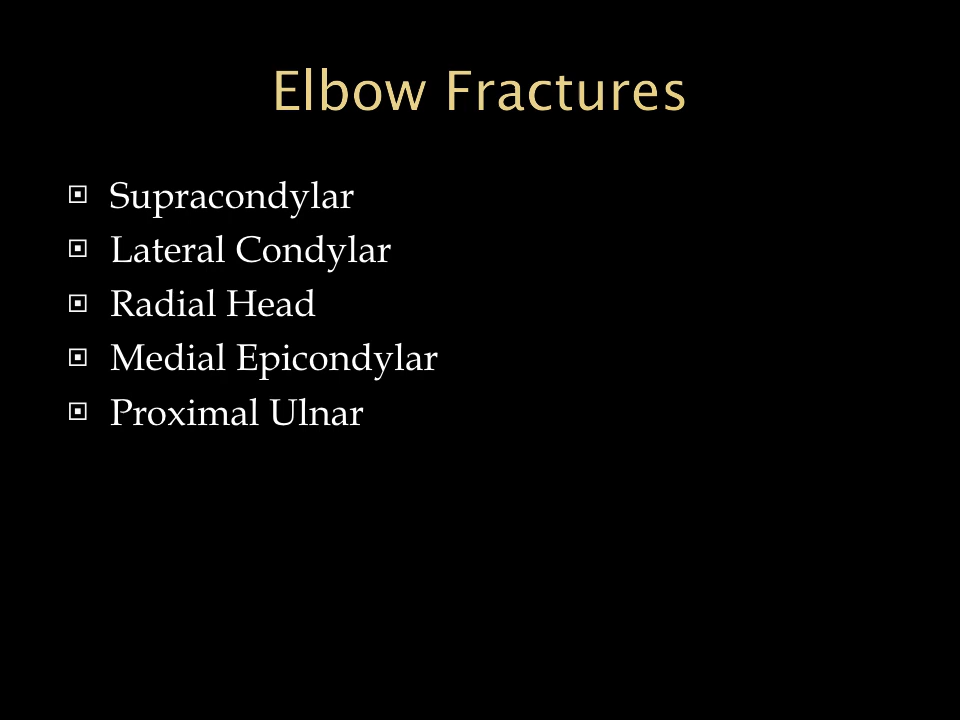 Elbow Fractures
Supracondylar
Lateral Condylar
Radial Head
Medial Epicondylar
Proximal Ulnar